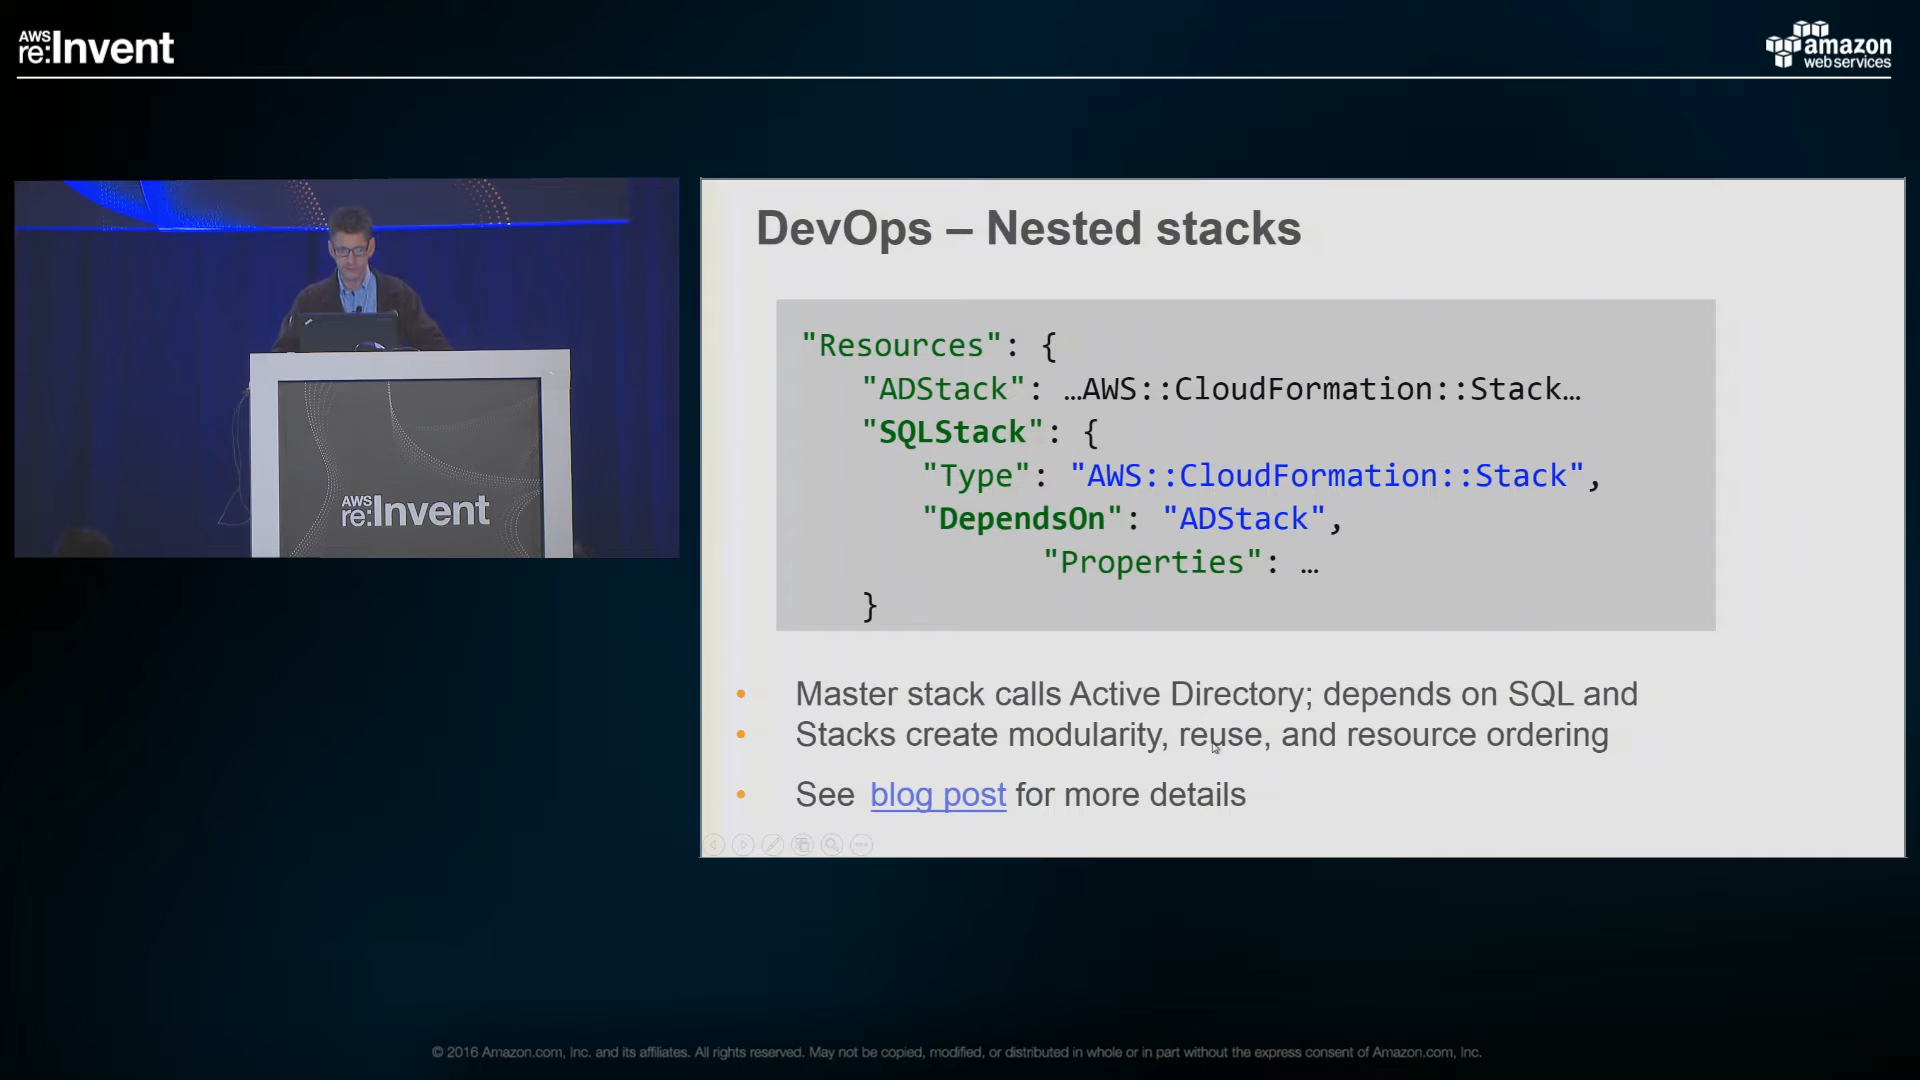 AWS
re:Invent
amazon
web services
DevOps – Nested stacks
"Resources": {
"ADStack": …AWS::CloudFormation::Stack…
"SQLStack": {
"Type": "AWS::CloudFormation::Stack",
"DependsOn": "ADStack",
"Properties": …
}
Master stack calls Active Directory; depends on SQL and
Stacks create modularity, reuse, and resource ordering
See blog post for more details
AWS
re:Invent
© 2016 Amazon.com, Inc. and its affiliates. All rights reserved. May not be copied, modified, or distributed in whole or in part without the express consent of Amazon.com, Inc.